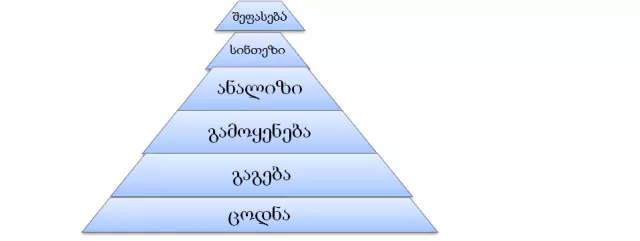 შეფასება
სინთეზი
ანალიზი
გამოყენება
გაგება
ცოდნა